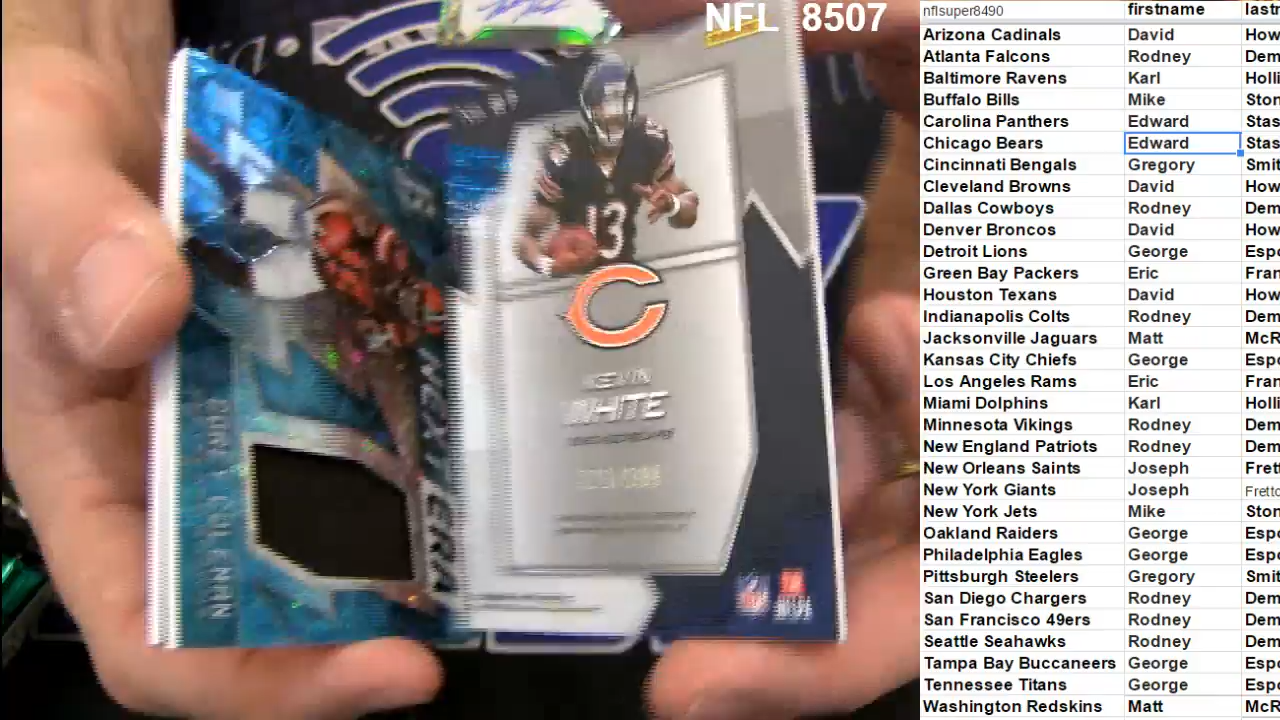 NFL 8507
KEVIN
WHITE
13
NEXT ERA
COLEMAN
nflsuper8490 firstname
Arizona Cadinals David How
Atlanta Falcons Rodney Dem
Baltimore Ravens Karl Holli
Buffalo Bills Mike Ston
Carolina Panthers Edward Stas
Chicago Bears Edward Stas
Cincinnati Bengals Gregory Smit
Cleveland Browns David How
Dallas Cowboys Rodney Dem
Denver Broncos David How
Detroit Lions George Espo
Green Bay Packers Eric Fran
Houston Texans David How
Indianapolis Colts Rodney Dem
Jacksonville Jaguars Matt McR
Kansas City Chiefs George Espo
Los Angeles Rams Eric Fran
Miami Dolphins Karl Holli
Minnesota Vikings Rodney Dem
New England Patriots Rodney Dem
New Orleans Saints Joseph Frett
New York Giants Joseph Fretto
New York Jets Mike Ston
Oakland Raiders George Espo
Philadelphia Eagles George Espo
Pittsburgh Steelers Gregory Smit
San Diego Chargers Rodney Dem
San Francisco 49ers Rodney Dem
Seattle Seahawks Rodney Dem
Tampa Bay Buccaneers George Espo
Tennessee Titans George Espo
Washington Redskins Matt McR